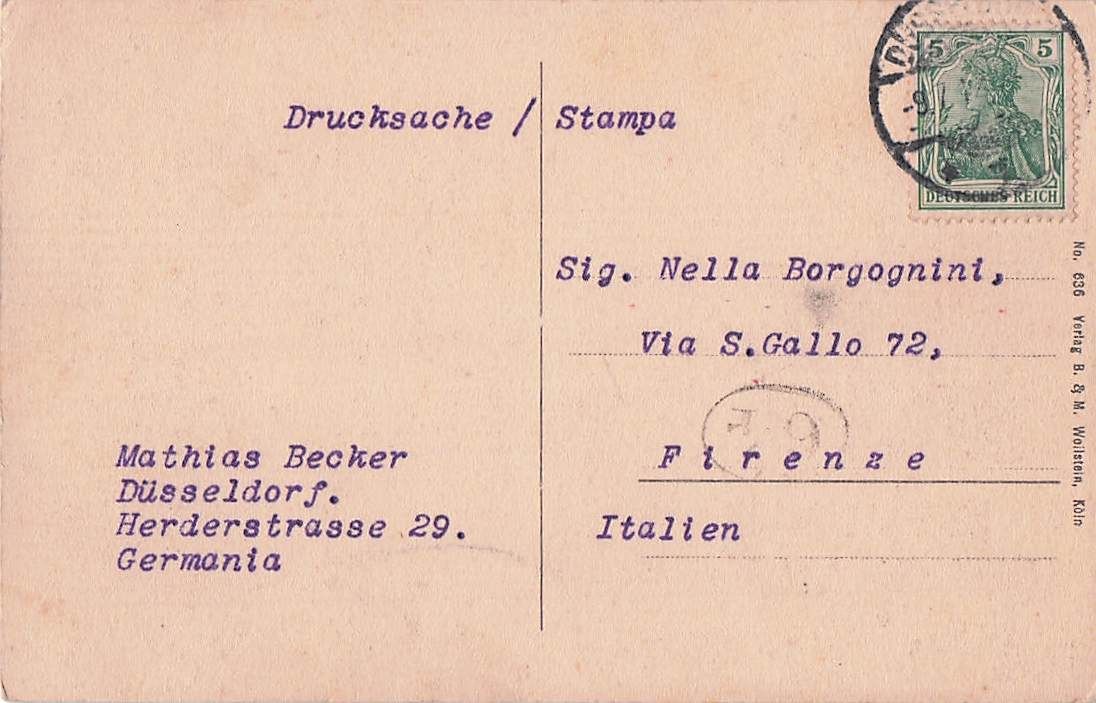 Drucksache / Stampa
5 5
DEUTSCHES REICH
Sig. Nella Borgognini,
Via S.Gallo 72,
Firenze
Italien
Mathias Becker
Düsseldorf.
Herderstrasse 29.
Germania
No. 636 Verlag B. & M. Wollstein, Köln